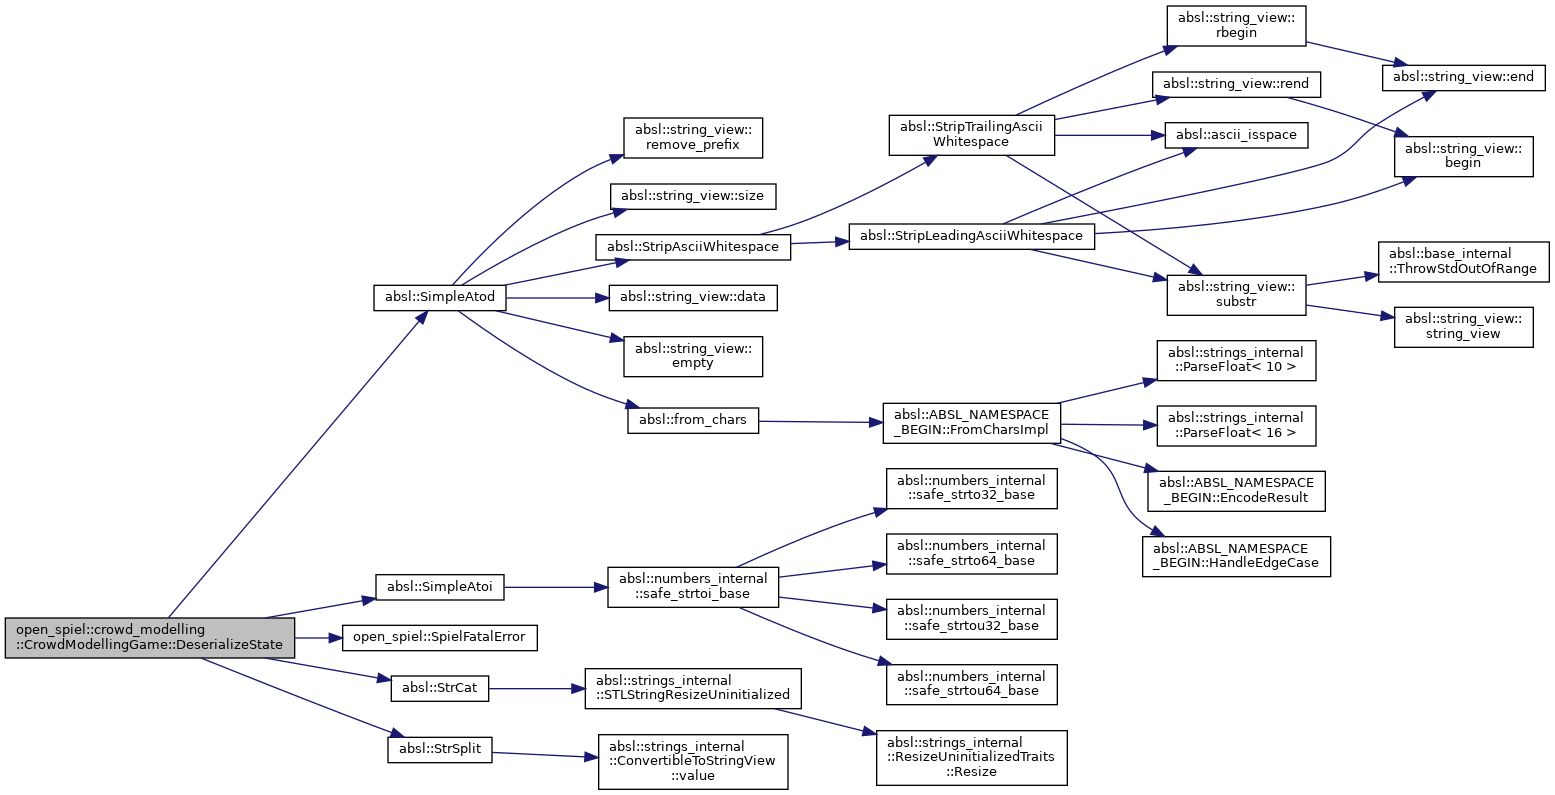 absl::string_view::
rbegin
absl::string_view::end
absl::string_view::rend
absl::string_view::
remove_prefix
absl::StripTrailingAscii
Whitespace
absl::ascii_isspace
absl::string_view::
begin
absl::string_view::size
absl::StripAsciiWhitespace
absl::StripLeadingAsciiWhitespace
absl::base_internal
::ThrowStdOutOfRange
absl::SimpleAtod
absl::string_view::data
absl::string_view::
substr
absl::string_view::
string_view
absl::string_view::
empty
absl::strings_internal
::ParseFloat< 10 >
absl::from_chars
absl::ABSL_NAMESPACE
_BEGIN::FromCharsImpl
absl::strings_internal
::ParseFloat< 16 >
absl::ABSL_NAMESPACE
_BEGIN::EncodeResult
absl::numbers_internal
::safe_strto32_base
absl::ABSL_NAMESPACE
_BEGIN::HandleEdgeCase
absl::numbers_internal
::safe_strto64_base
absl::SimpleAtoi
absl::numbers_internal
::safe_strtoi_base
absl::numbers_internal
::safe_strtou32_base
open_spiel::crowd_modelling
::CrowdModellingGame::DeserializeState
open_spiel::SpielFatalError
absl::numbers_internal
::safe_strtou64_base
absl::StrCat
absl::strings_internal
::STLStringResizeUninitialized
absl::StrSplit
absl::strings_internal
::ConvertibleToStringView
::value
absl::strings_internal
::ResizeUninitializedTraits
::Resize